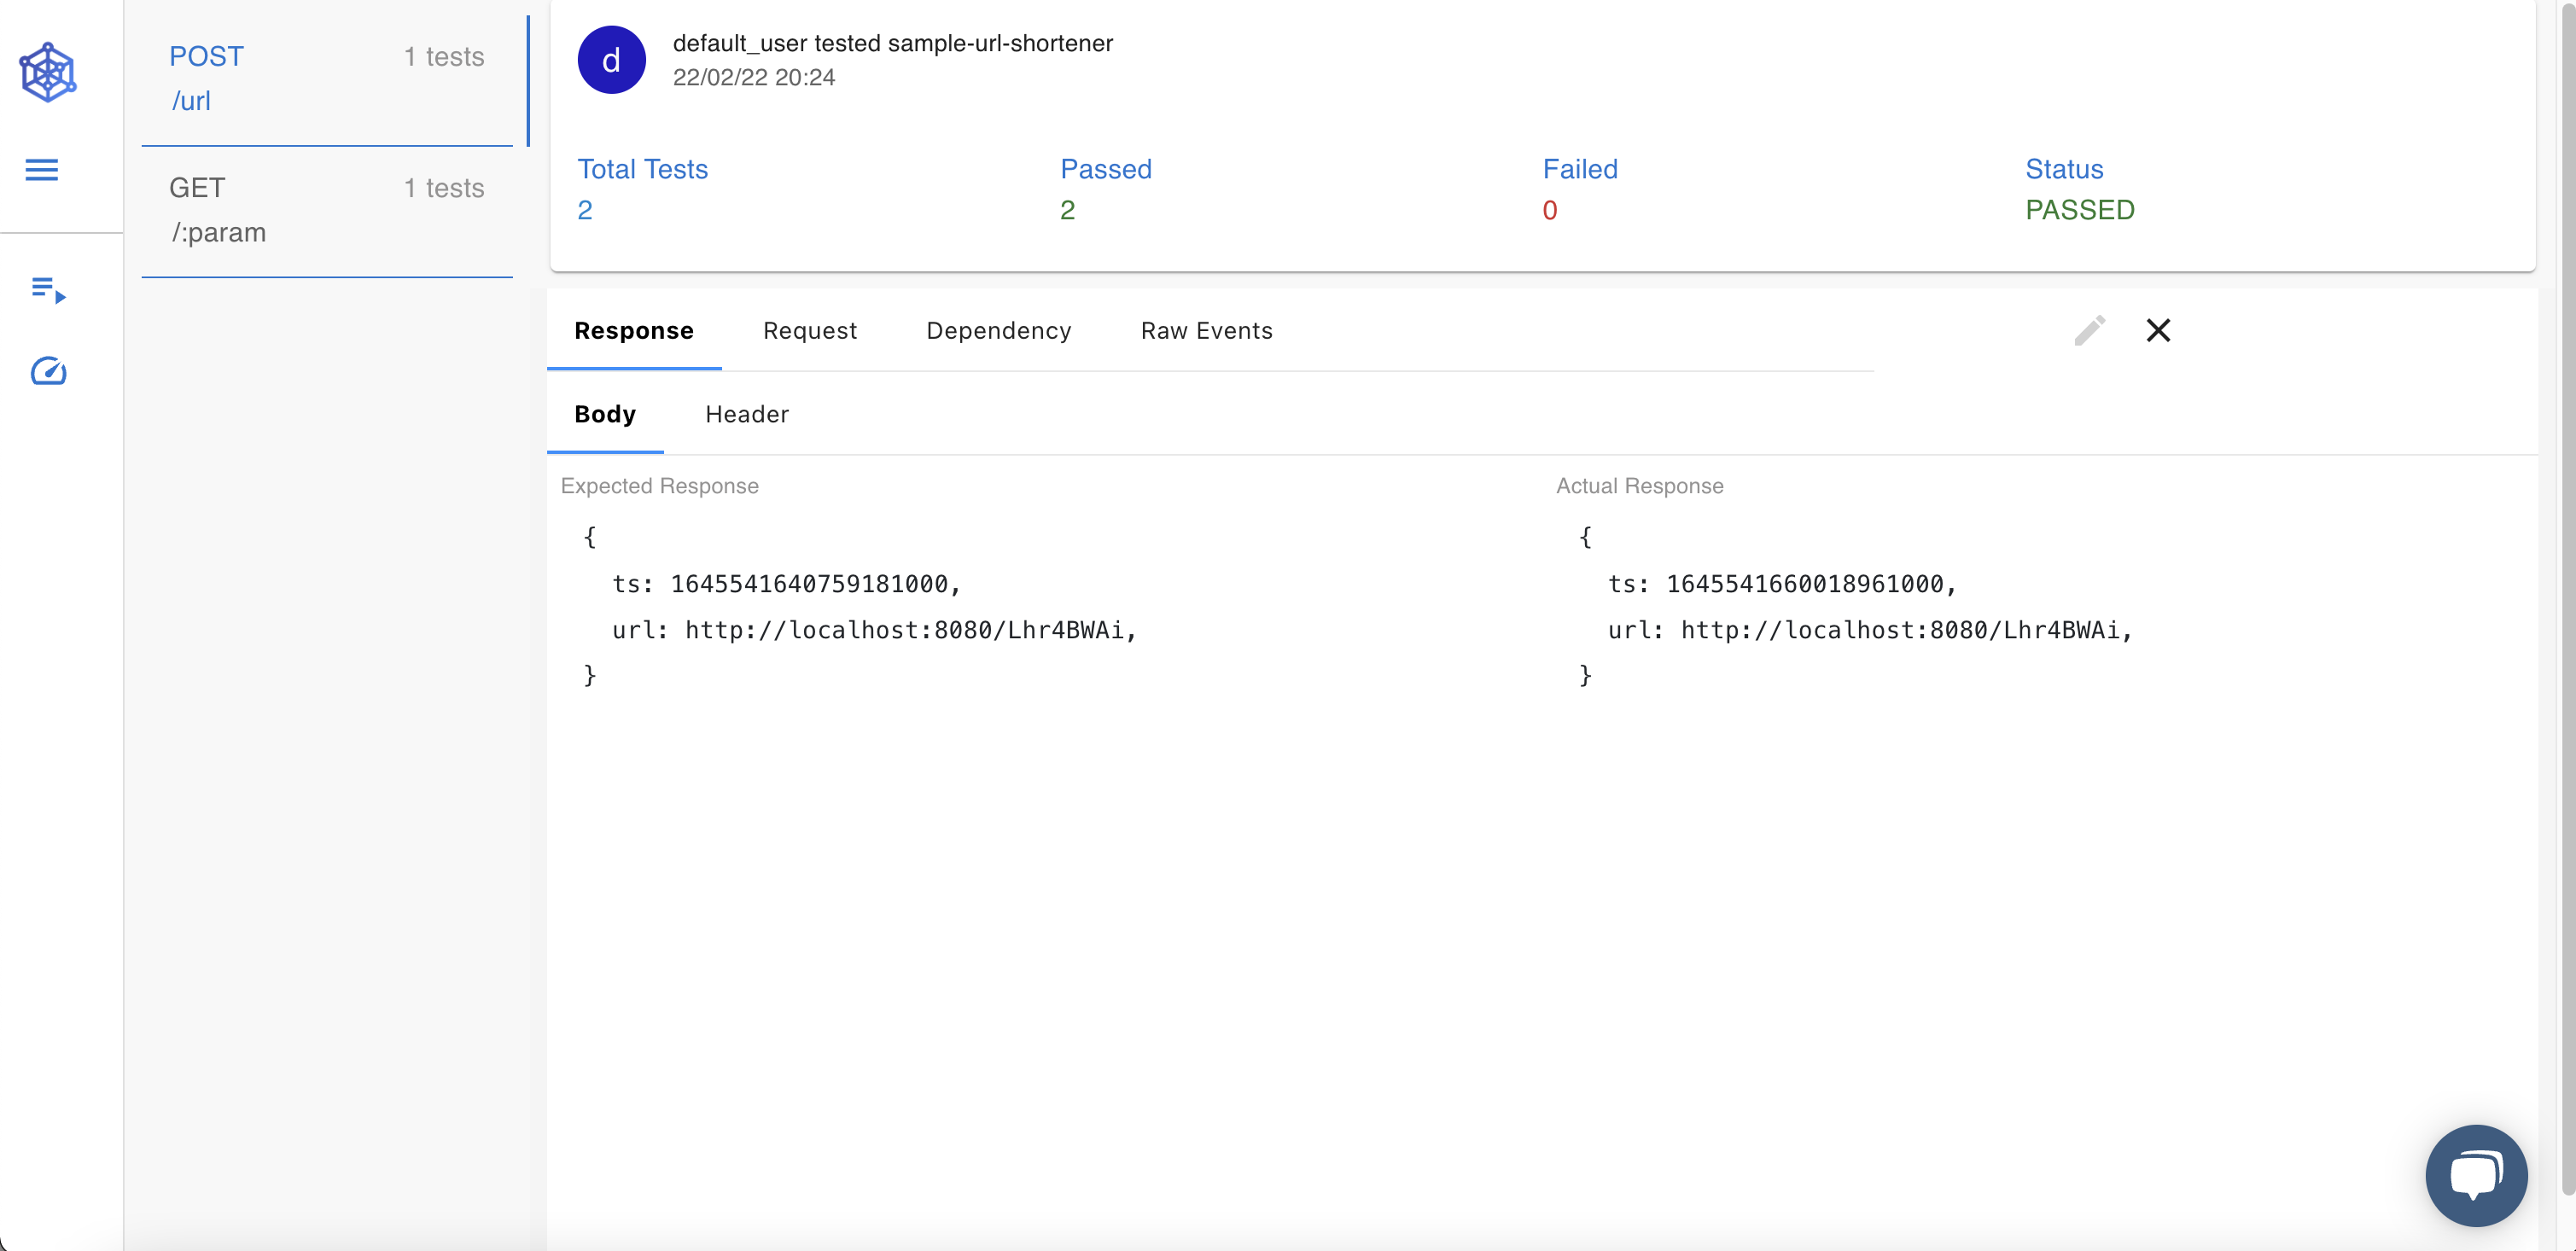 POST 1 tests
/url
GET 1 tests
/:param
d
default_user tested sample-url-shortener
22/02/22 20:24
Total Tests Passed Failed Status
2 2 0 PASSED
Response Request Dependency Raw Events
Body Header
Expected Response Actual Response
{ {
ts: 1645541640759181000, ts: 1645541660018961000,
url: http://localhost:8080/Lhr4BWAi, url: http://localhost:8080/Lhr4BWAi,
} }